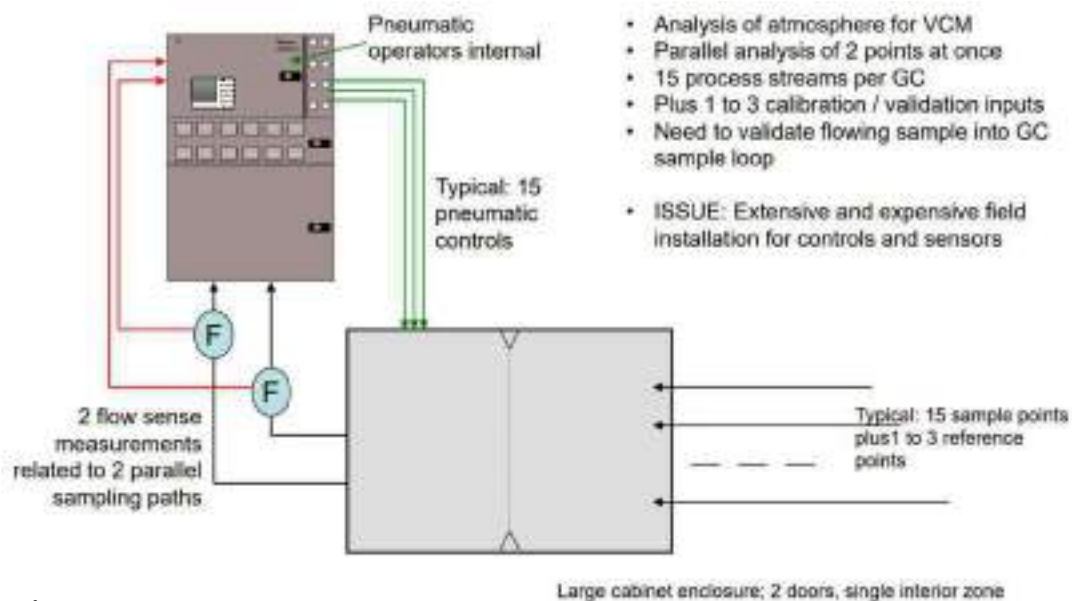 Pneumatic
operators internal
• Analysis of atmosphere for VCM
• Parallel analysis of 2 points at once
• 15 process streams per GC
• Plus 1 to 3 calibration / validation inputs
• Need to validate flowing sample into GC
sample loop
• ISSUE: Extensive and expensive field
installation for controls and sensors
Typical: 15
pneumatic
controls
F
F
2 flow sense
measurements
related to 2 parallel
sampling paths
Typical: 15 sample points
plus1 to 3 reference
points
Large cabinet enclosure; 2 doors, single interior zone